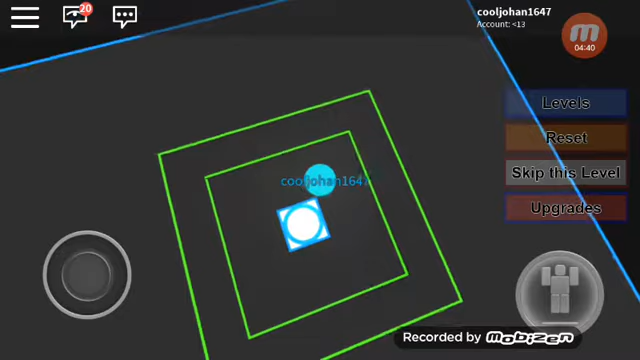 20
cooljohan1647
Account: <13
04:40
Levels
Reset
Skip this Level
Upgrades
cooljohan1647
Recorded by Mobizen